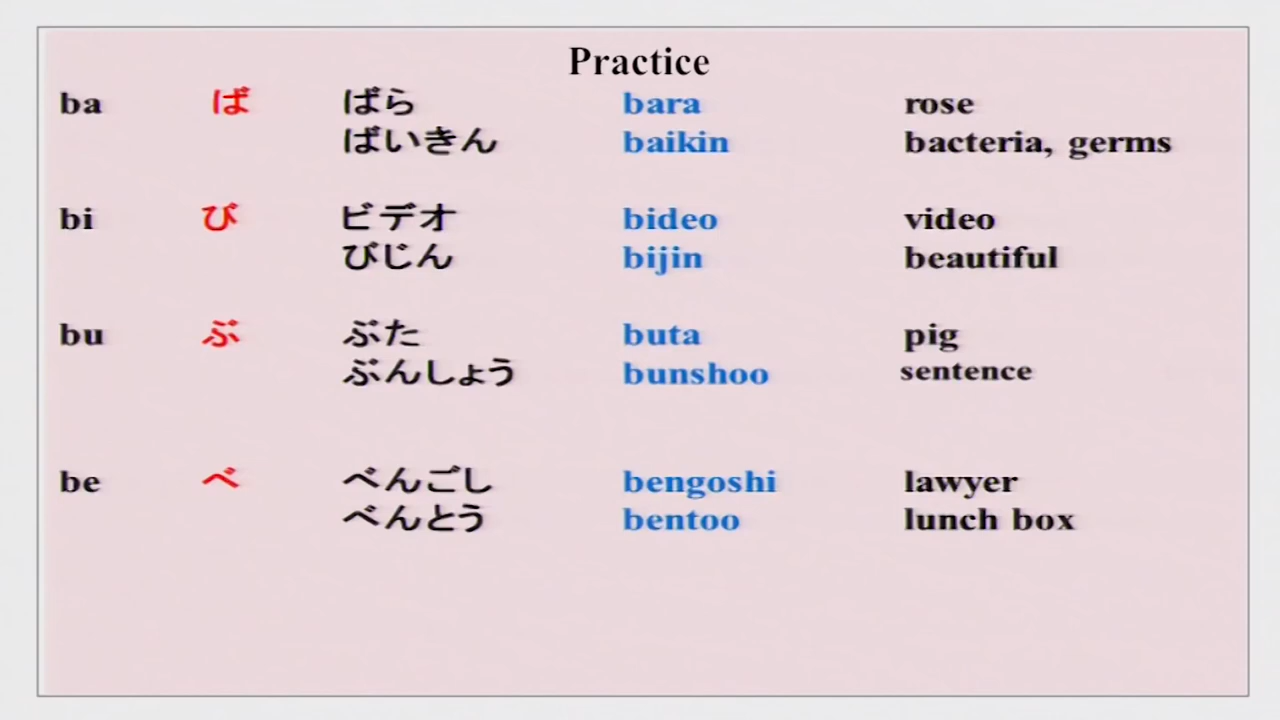 Practice
ba ば ばら bara rose
ばいきん baikin bacteria, germs
bi び ビデオ bideo video
びじん bijin beautiful
bu ぶ ぶた buta pig
ぶんしょう bunshoo sentence
be べ べんごし bengoshi lawyer
べんとう bentoo lunch box